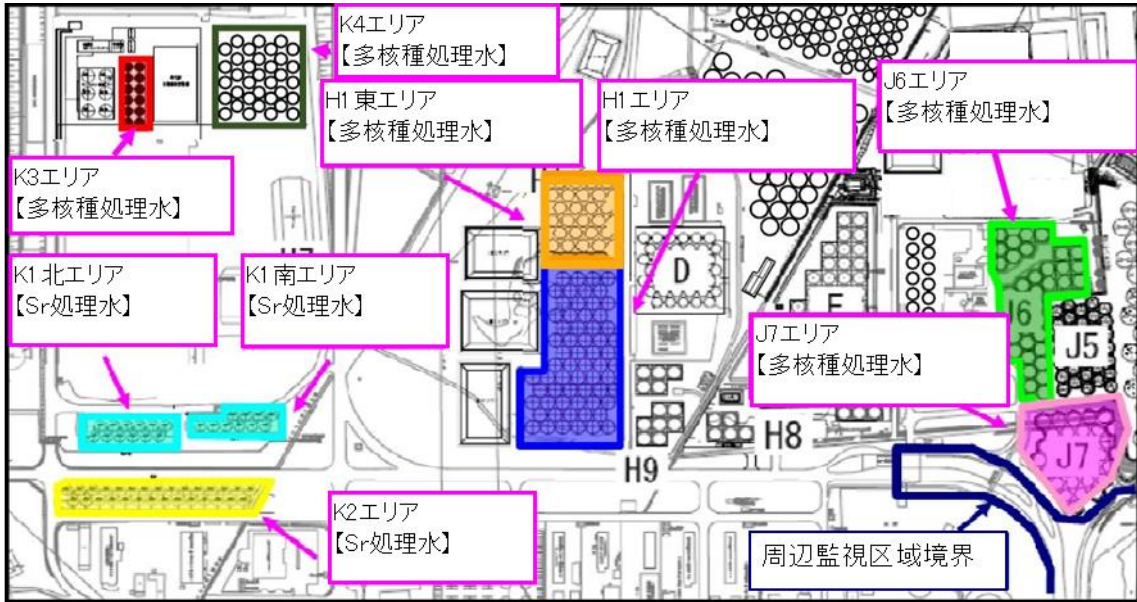 K4エリア
【多核種処理水】
H1東エリア
【多核種処理水】
H1エリア
【多核種処理水】
J6エリア
【多核種処理水】
K3エリア
【多核種処理水】
K1北エリア
【Sr処理水】
K1南エリア
【Sr処理水】
D
J6
J5
J7エリア
【多核種処理水】
H8
J7
H9
K2エリア
【Sr処理水】
周辺監視区域境界